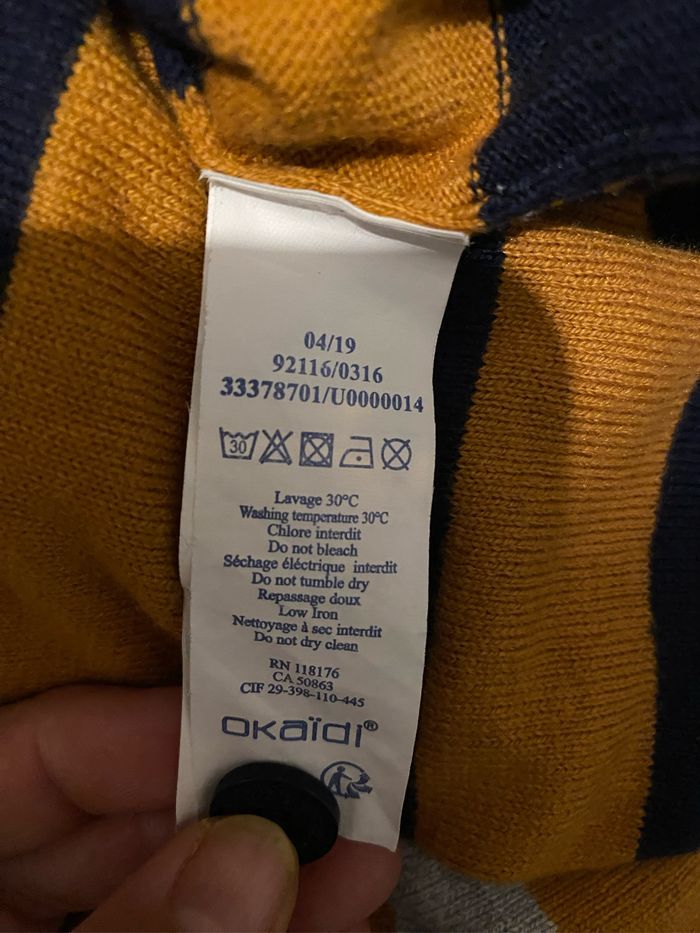 04/19
92116/0316
33378701/U0000014
30
Lavage 30°C
Washing temperature 30°C
Chlore interdit
Do not bleach
Séchage éléctrique interdit
Do not tumble dry
Repassage doux
Low Iron
Nettoyage à sec interdit
Do not dry clean
RN 118176
CA 50863
CIF 29-398-110-445
oKaïdi®